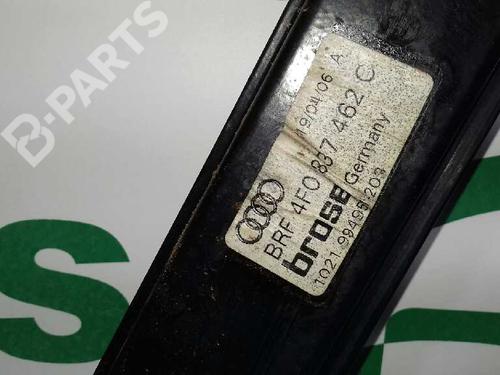 B-PARTS
19/04/06 A
BRF 4F0 837 462 C
brose Germany
1021 99495 203
S